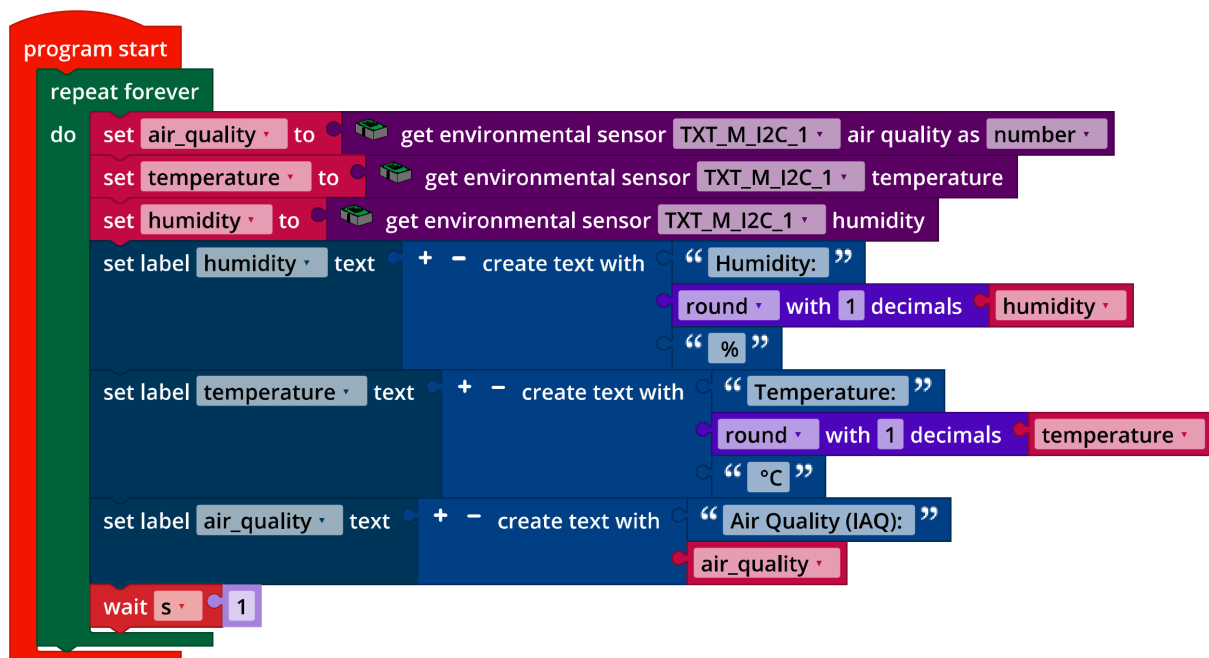 program start
repeat forever
do set air_quality to get environmental sensor TXT_M_I2C_1 air quality as number
set temperature to get environmental sensor TXT_M_I2C_1 temperature
set humidity to get environmental sensor TXT_M_I2C_1 humidity
set label humidity text + - create text with “ Humidity: ”
round with 1 decimals humidity
“ % ”
set label temperature text + - create text with “ Temperature: ”
round with 1 decimals temperature
“ °C ”
set label air_quality text + - create text with “ Air Quality (IAQ): ”
air_quality
wait s 1